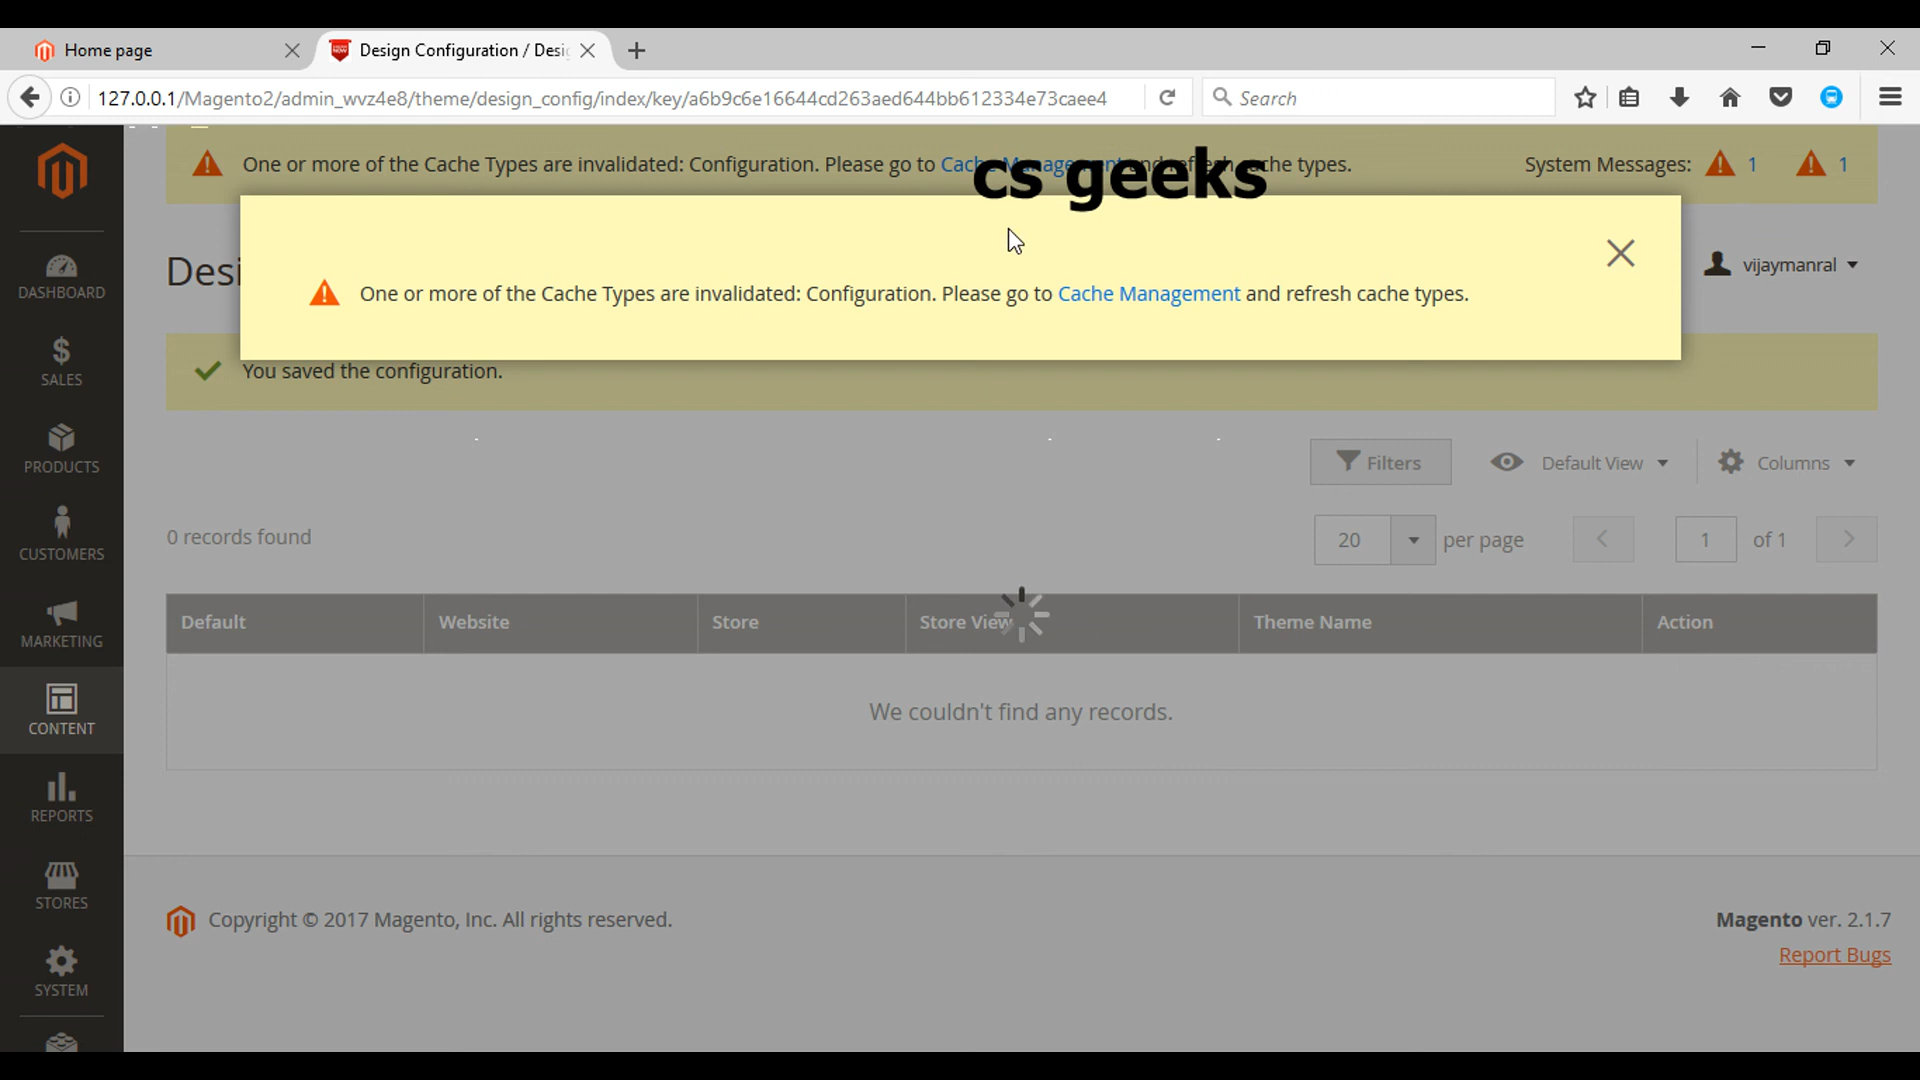 Home page
Design Configuration / Desi
127.0.0.1/Magento2/admin_wvz4e8/theme/design_config/index/key/a6b9c6e16644cd263aed644bb612334e73caee4
Search
One or more of the Cache Types are invalidated: Configuration. Please go to Cache Management and refresh cache types.
System Messages: 1 1
cs geeks
One or more of the Cache Types are invalidated: Configuration. Please go to Cache Management and refresh cache types.
Desi
vijaymanral
You saved the configuration.
DASHBOARD
SALES
PRODUCTS
CUSTOMERS
MARKETING
CONTENT
REPORTS
STORES
SYSTEM
Filters
Default View
Columns
0 records found
20 per page
1 of 1
Default Website Store Store View Theme Name Action
We couldn't find any records.
Copyright © 2017 Magento, Inc. All rights reserved.
Magento ver. 2.1.7
Report Bugs